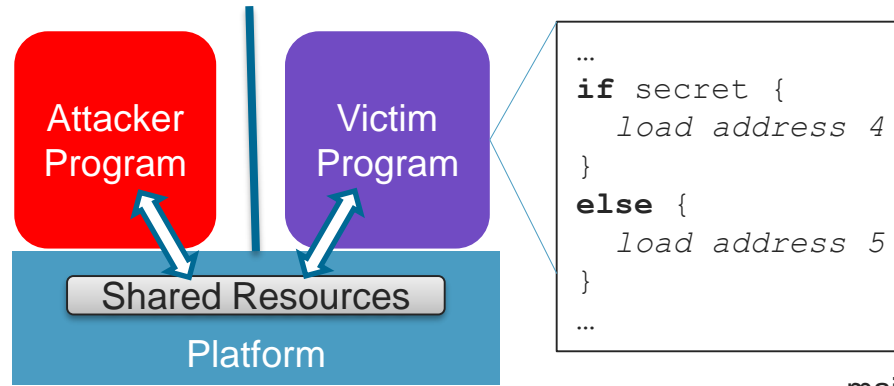 Attacker
Program
Victim
Program
Shared Resources
Platform
…
if secret {
load address 4
}
else {
load address 5
}
…